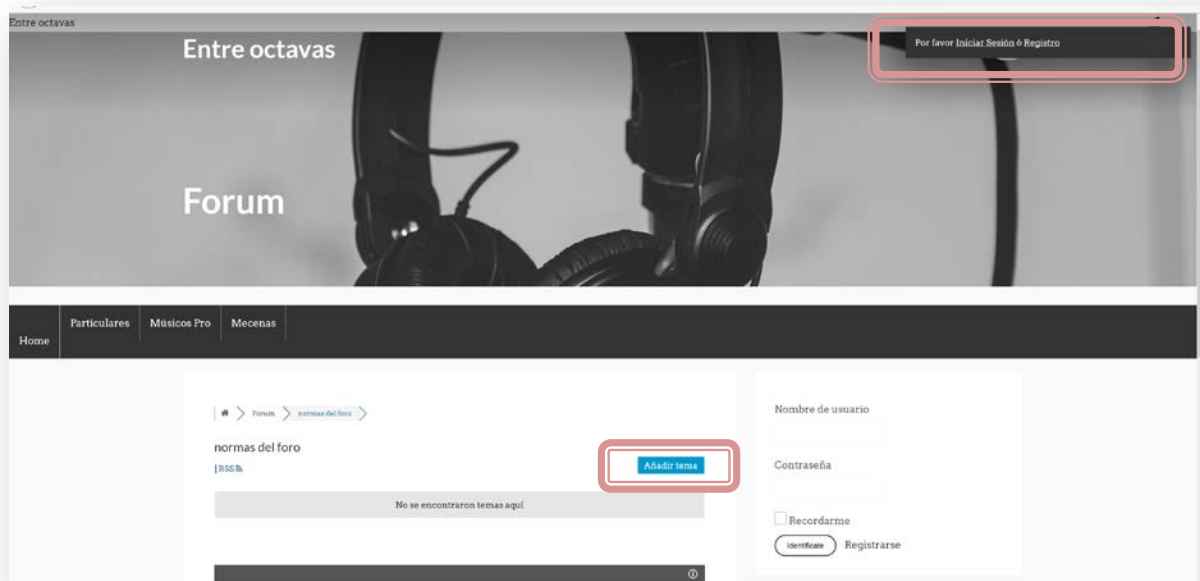 Entre octavas
Entre octavas
Por favor Iniciar Sesión ó Registro
Forum
Home
Particulares
Músicos Pro
Mecenas
Forum
normas del foro
normas del foro
| RSS
Añadir tema
No se encontraron temas aquí
Nombre de usuario
Contraseña
Recordarme
Identifícate
Registrarse